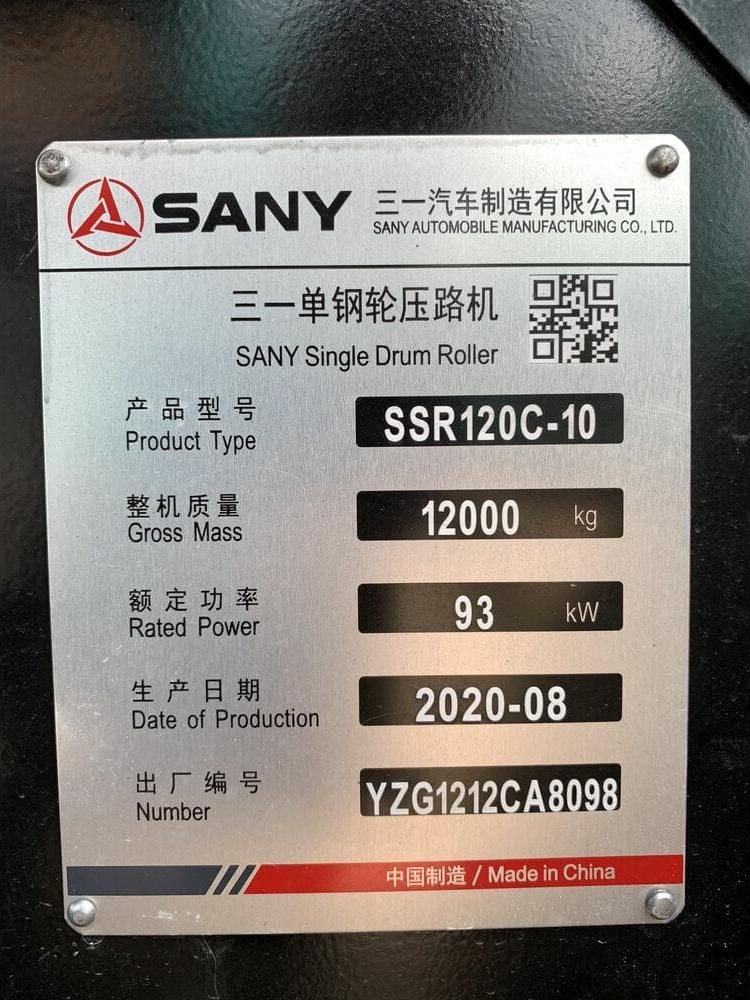 SANY 三一汽车制造有限公司
SANY AUTOMOBILE MANUFACTURING CO., LTD.
三一单钢轮压路机
SANY Single Drum Roller
产品型号
Product Type
SSR120C-10
整机质量
Gross Mass
12000 kg
额定功率
Rated Power
93 kW
生产日期
Date of Production
2020-08
出厂编号
Number
YZG1212CA8098
中国制造 / Made in China